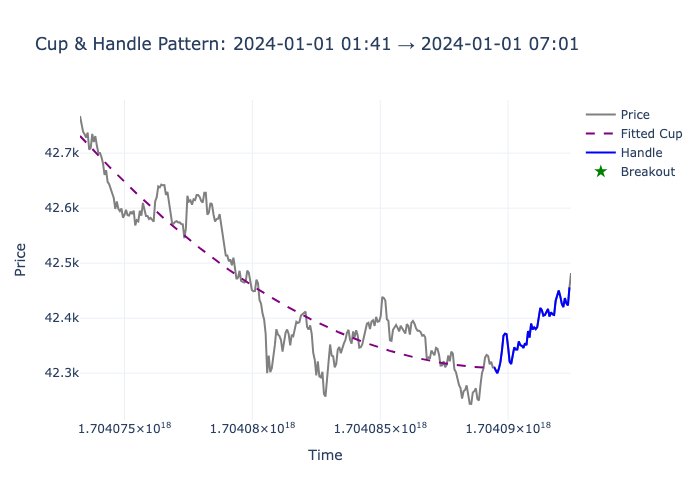 Cup & Handle Pattern: 2024-01-01 01:41 → 2024-01-01 07:01
Price
Fitted Cup
Handle
Breakout
42.7k
42.6k
42.5k
42.4k
42.3k
Price
1.704075×10¹⁸ 1.70408×10¹⁸ 1.704085×10¹⁸ 1.70409×10¹⁸
Time